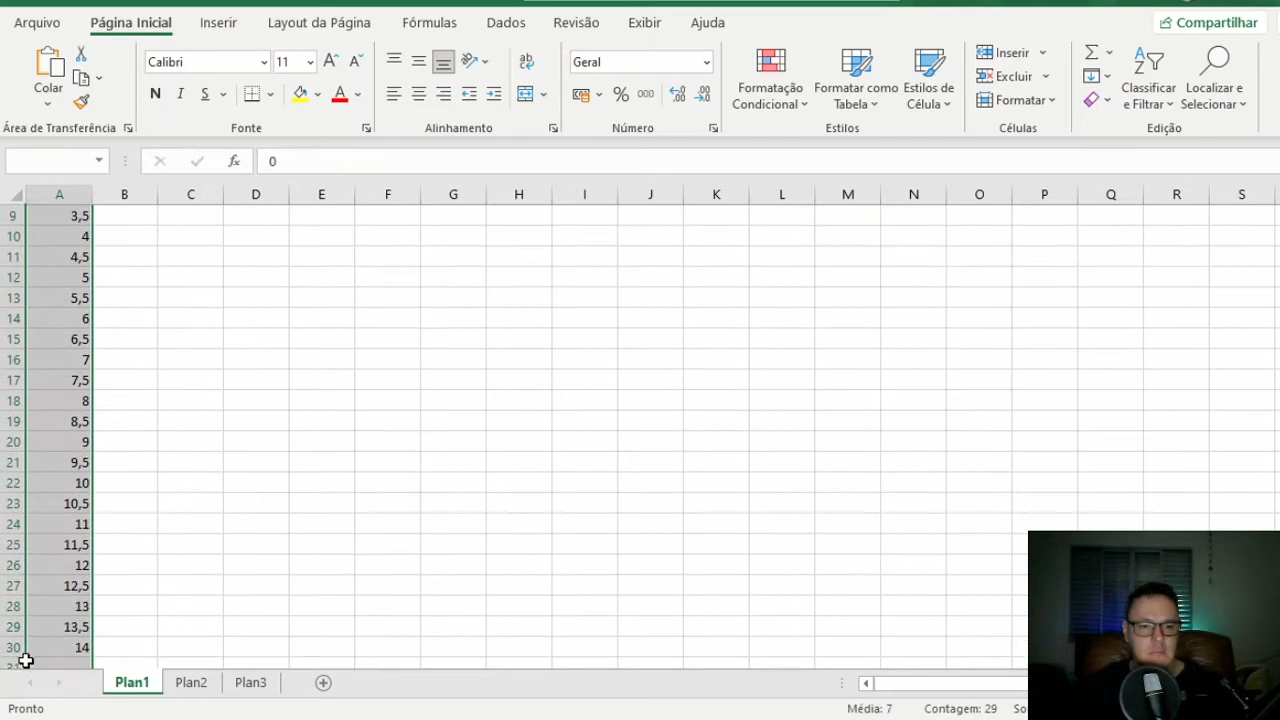 Arquivo Página Inicial Inserir Layout da Página Fórmulas Dados Revisão Exibir Ajuda Compartilhar
Colar
Área de Transferência
Calibri 11
N I S
Fonte
Alinhamento
Geral
% 000
Número
Formatação Condicional
Formatar como Tabela
Estilos de Célula
Estilos
Inserir
Excluir
Formatar
Células
Classificar e Filtrar
Localizar e Selecionar
Edição
fx 0
A B C D E F G H I J K L M N O P Q R S
9 3,5
10 4
11 4,5
12 5
13 5,5
14 6
15 6,5
16 7
17 7,5
18 8
19 8,5
20 9
21 9,5
22 10
23 10,5
24 11
25 11,5
26 12
27 12,5
28 13
29 13,5
30 14
Plan1 Plan2 Plan3
Pronto Média: 7 Contagem: 29